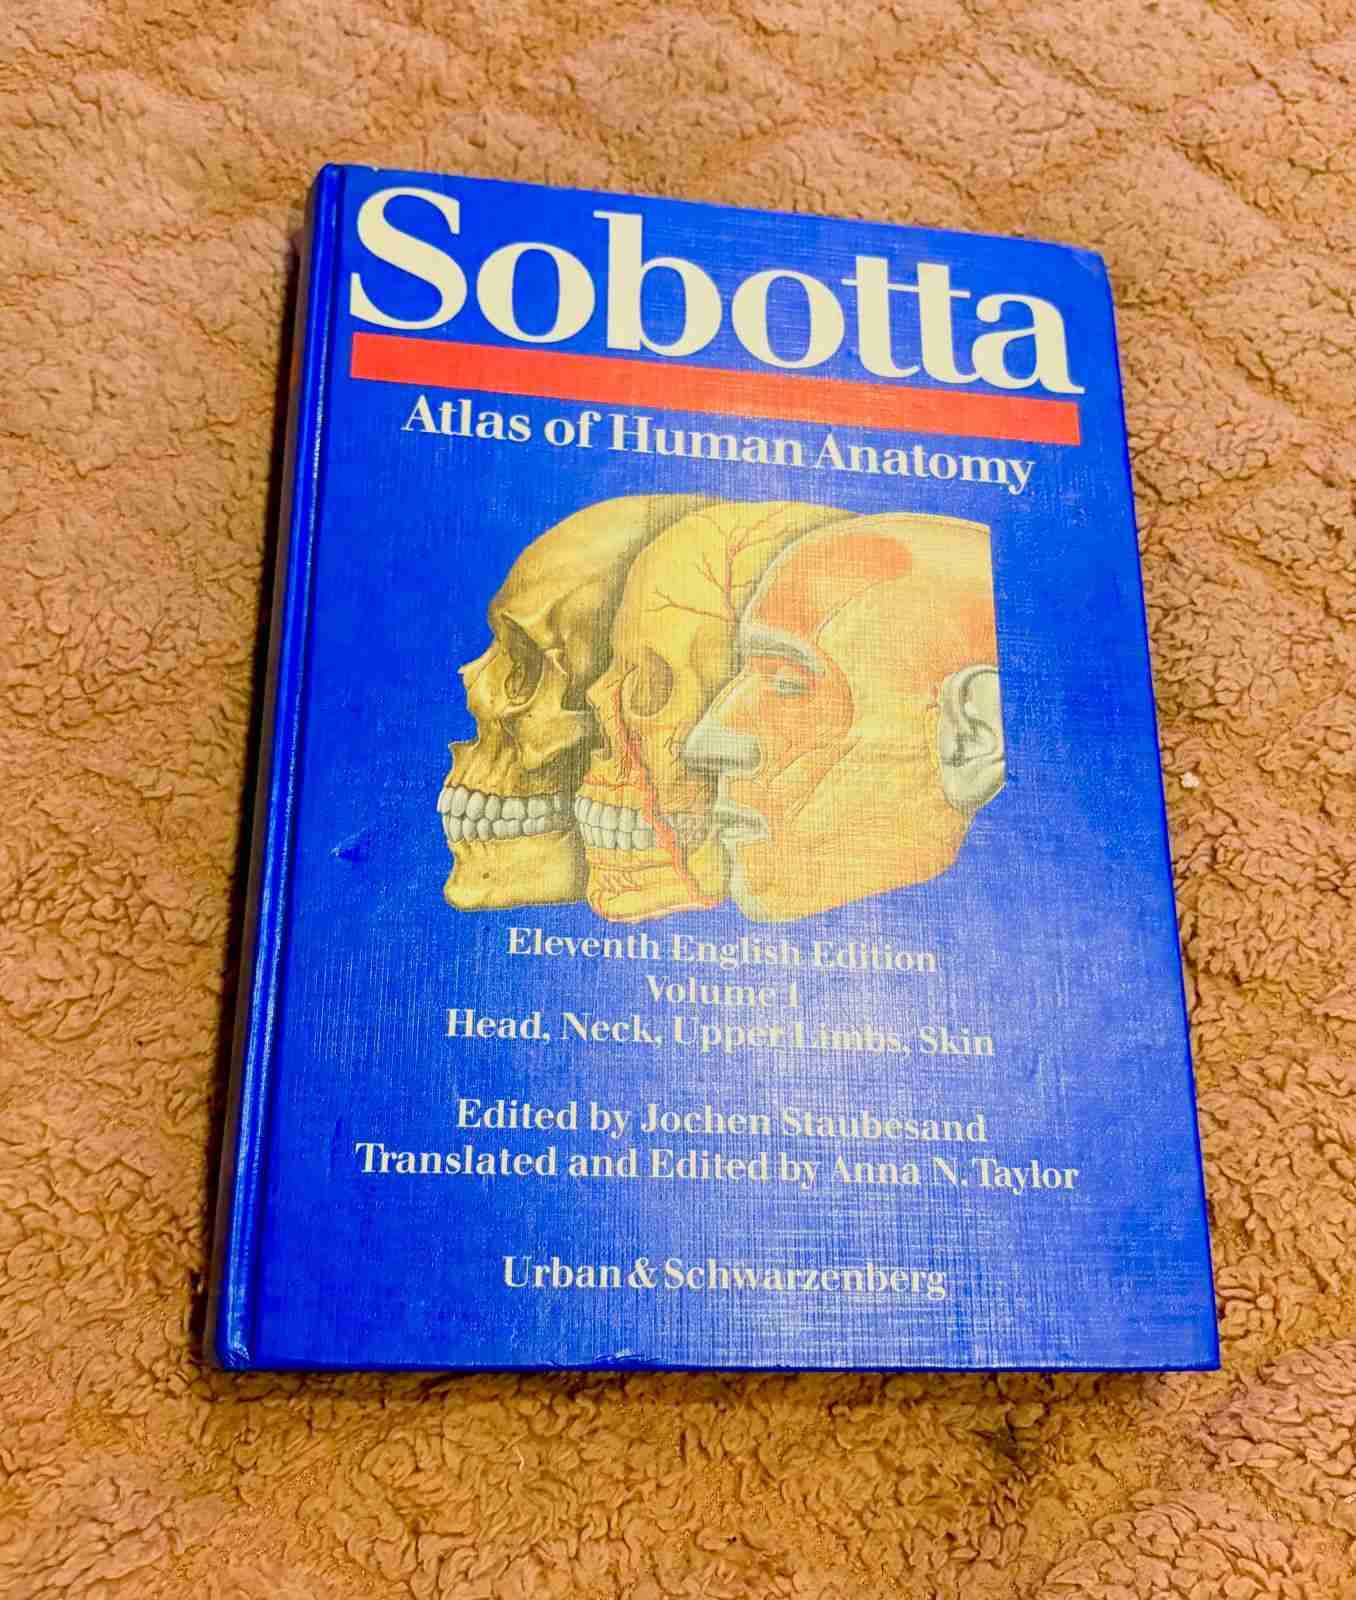 Sobotta
Atlas of Human Anatomy
Eleventh English Edition
Volume 1
Head, Neck, Upper Limbs, Skin
Edited by Jochen Staubesand
Translated and Edited by Anna N. Taylor
Urban & Schwarzenberg